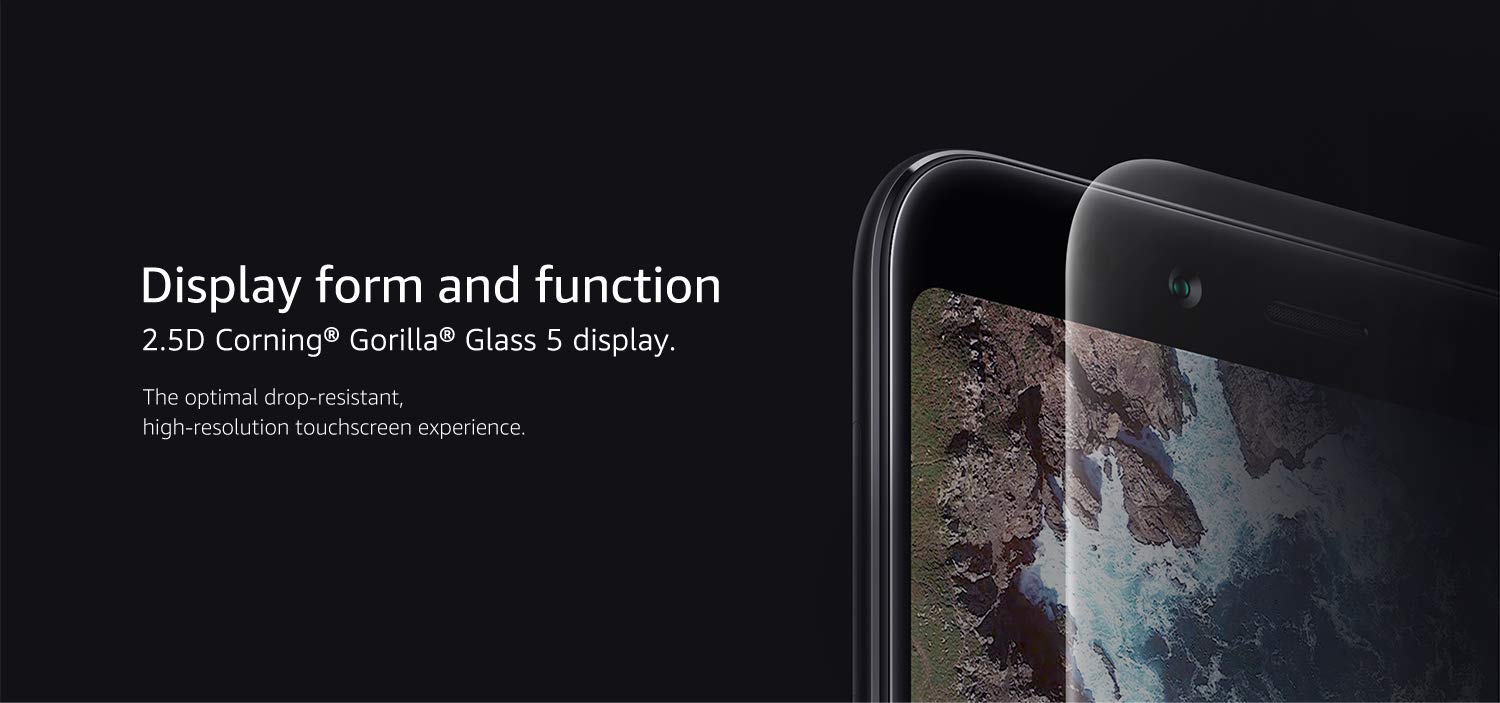 Display form and function
2.5D Corning® Gorilla® Glass 5 display.
The optimal drop-resistant,
high-resolution touchscreen experience.